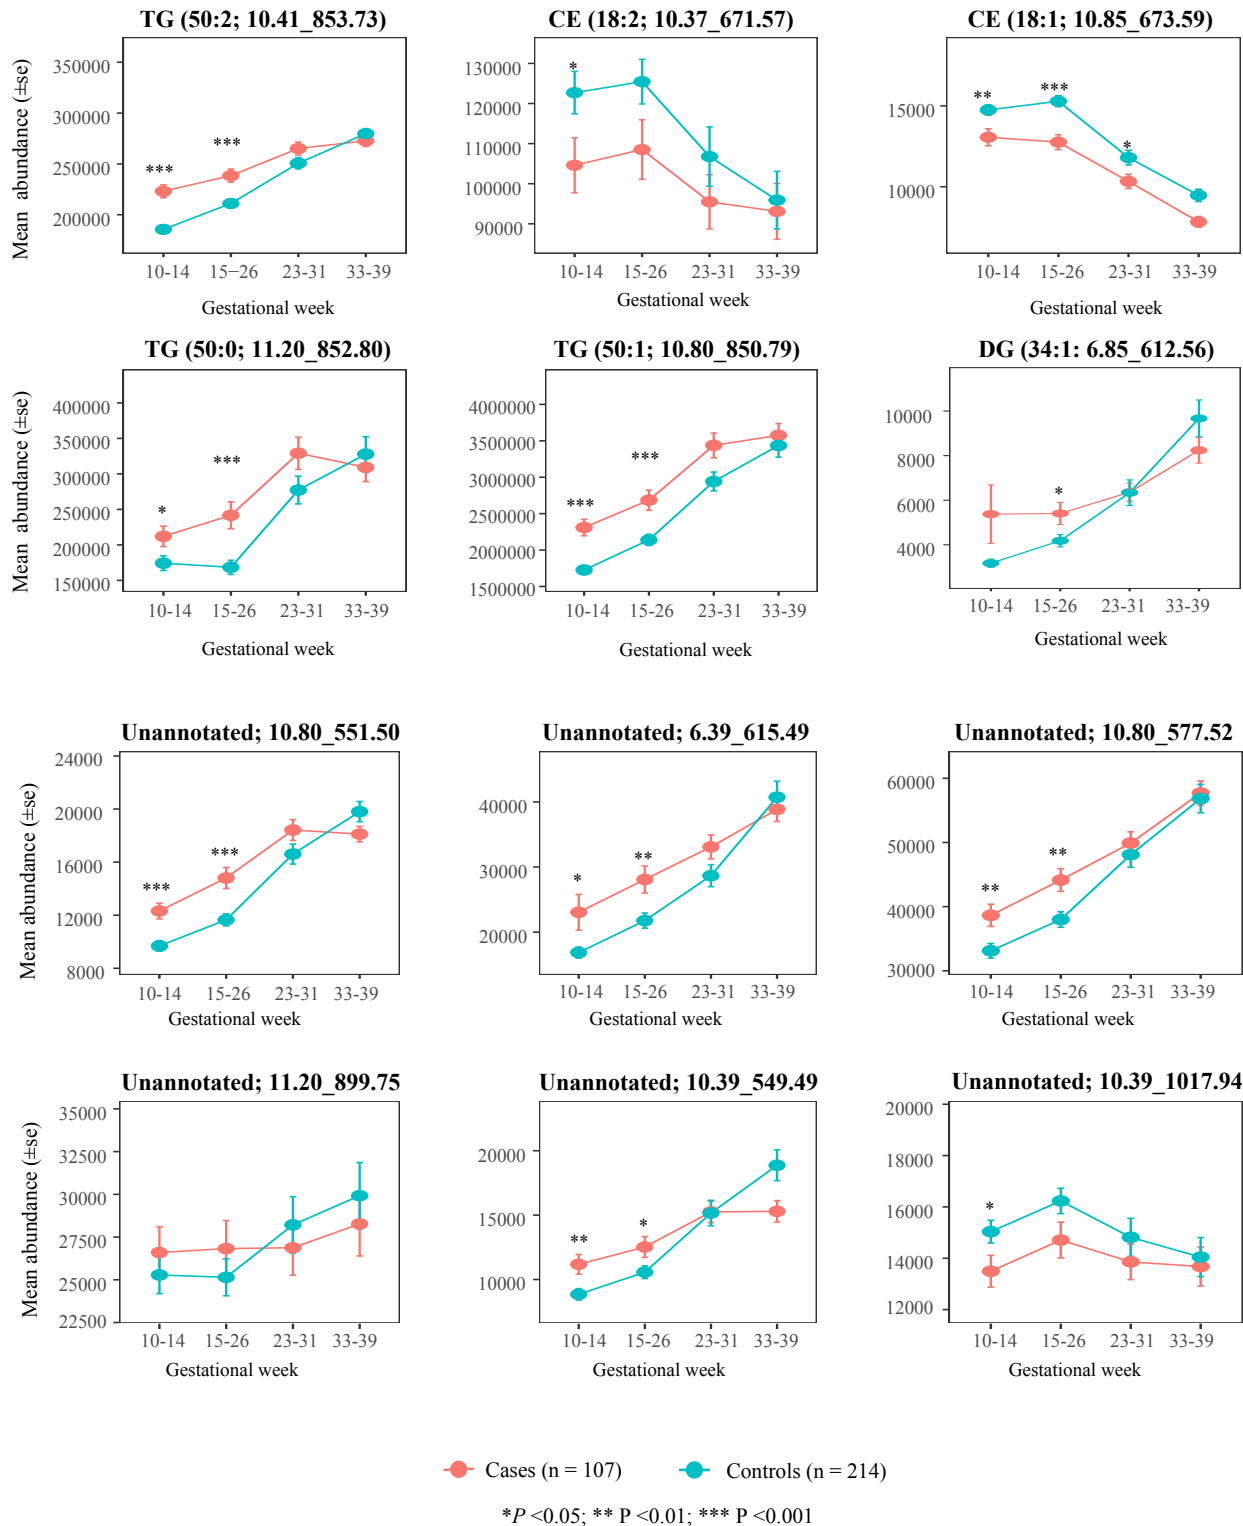 TG (50:2; 10.41_853.73)
CE (18:2; 10.37_671.57)
CE (18:1; 10.85_673.59)
Mean abundance (±se)
350000
300000
250000
200000
*** ***
10-14 15−26 23-31 33-39
Gestational week
130000
120000
110000
100000
90000
*
10-14 15-26 23-31 33-39
Gestational week
15000
10000
** *** *
10-14 15-26 23-31 33-39
Gestational week
TG (50:0; 11.20_852.80)
TG (50:1; 10.80_850.79)
DG (34:1: 6.85_612.56)
Mean abundance (±se)
400000
350000
300000
250000
200000
150000
* ***
10-14 15-26 23-31 33-39
Gestational week
4000000
3500000
3000000
2500000
2000000
1500000
*** ***
10-14 15-26 23-31 33-39
Gestational week
10000
8000
6000
4000
*
10-14 15-26 23-31 33-39
Gestational week
Unannotated; 10.80_551.50
Unannotated; 6.39_615.49
Unannotated; 10.80_577.52
Mean abundance (±se)
24000
20000
16000
12000
8000
*** ***
10-14 15-26 23-31 33-39
Gestational week
40000
30000
20000
* **
10-14 15-26 23-31 33-39
Gestational week
60000
50000
40000
30000
** **
10-14 15-26 23-31 33-39
Gestational week
Unannotated; 11.20_899.75
Unannotated; 10.39_549.49
Unannotated; 10.39_1017.94
Mean abundance (±se)
35000
32500
30000
27500
25000
22500
10-14 15-26 23-31 33-39
Gestational week
20000
15000
10000
** *
10-14 15-26 23-31 33-39
Gestational week
20000
18000
16000
14000
12000
*
10-14 15-26 23-31 33-39
Gestational week
Cases (n = 107) Controls (n = 214)
*P <0.05; ** P <0.01; *** P <0.001